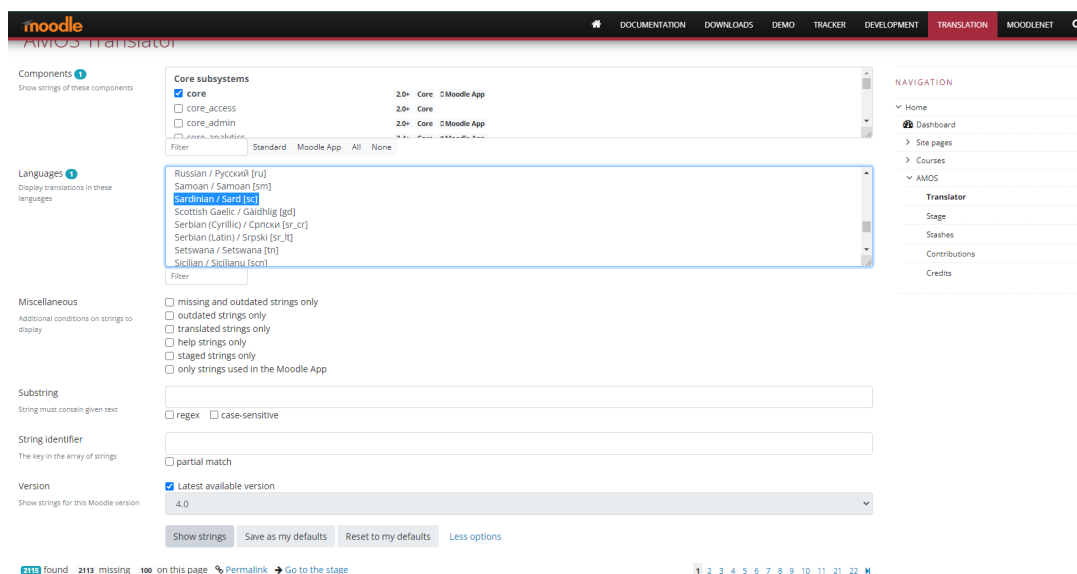 moodle
DOCUMENTATION DOWNLOADS DEMO TRACKER DEVELOPMENT TRANSLATION MOODLENET
AMOS Translator
Components 1
Show strings of these components
Core subsystems
core 2.0+ Core Moodle App
core_access 2.0+ Core
core_admin 2.0+ Core Moodle App
core_analytics
Filter Standard Moodle App All None
Languages 1
Display translations in these
languages
Russian / Русский [ru]
Samoan / Samoan [sm]
Sardinian / Sard [sc]
Scottish Gaelic / Gàidhlig [gd]
Serbian (Cyrillic) / Српски [sr_cr]
Serbian (Latin) / Srpski [sr_lt]
Setswana / Setswana [tn]
Sicilian / Sicilianu [scn]
Filter
Miscellaneous
Additional conditions on strings to
display
missing and outdated strings only
outdated strings only
translated strings only
help strings only
staged strings only
only strings used in the Moodle App
Substring
String must contain given text
regex case-sensitive
String identifier
The key in the array of strings
partial match
Version
Show strings for this Moodle version
Latest available version
4.0
Show strings Save as my defaults Reset to my defaults Less options
2115 found 2113 missing 100 on this page Permalink Go to the stage
1 2 3 4 5 6 7 8 9 10 11 21 22
NAVIGATION
Home
Dashboard
Site pages
Courses
AMOS
Translator
Stage
Stashes
Contributions
Credits